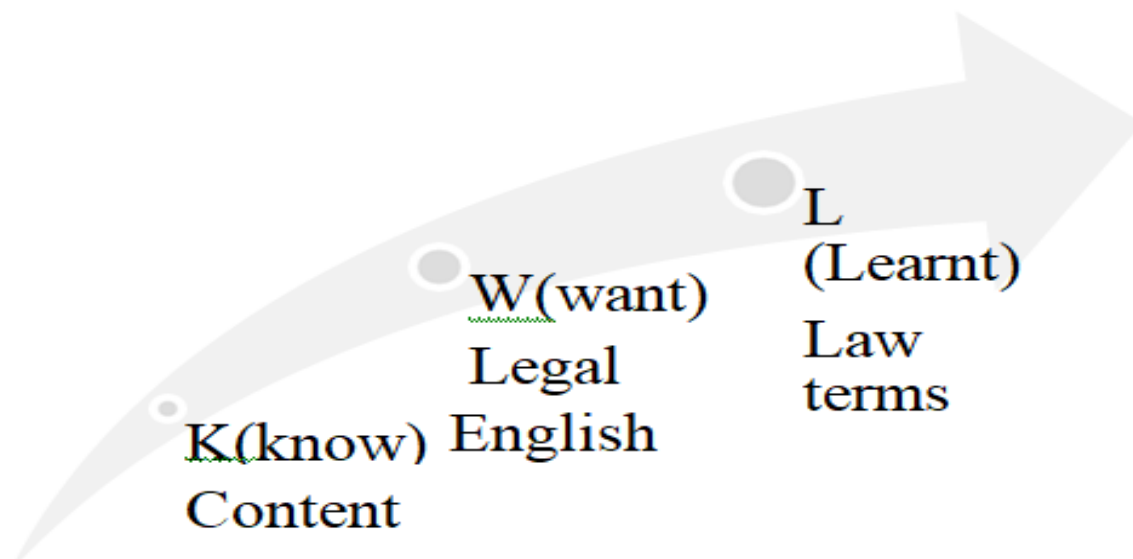 K(know)
Content
W(want)
Legal
English
L
(Learnt)
Law
terms